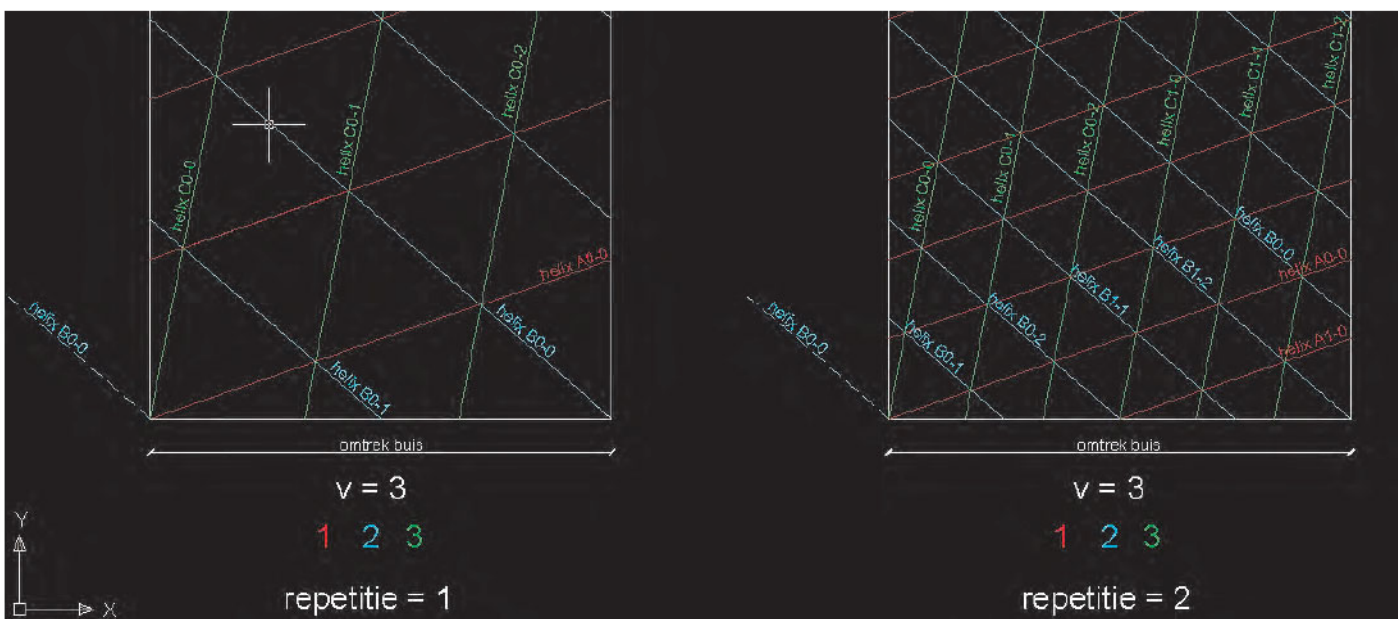 helix C0-2
helix C0-1
helix C0-0
helix A0-0
helix B0-0
helix B0-0
helix B0-1
omtrek buis
v = 3
1 2 3
repetitie = 1
Y
X
helix C1-2
helix C1-1
helix C1-0
helix C0-2
helix C0-1
helix C0-0
helix B0-0
helix B1-2
helix A0-0
helix B1-1
helix B0-2
helix B0-0
helix B0-1
helix A1-0
omtrek buis
v = 3
1 2 3
repetitie = 2